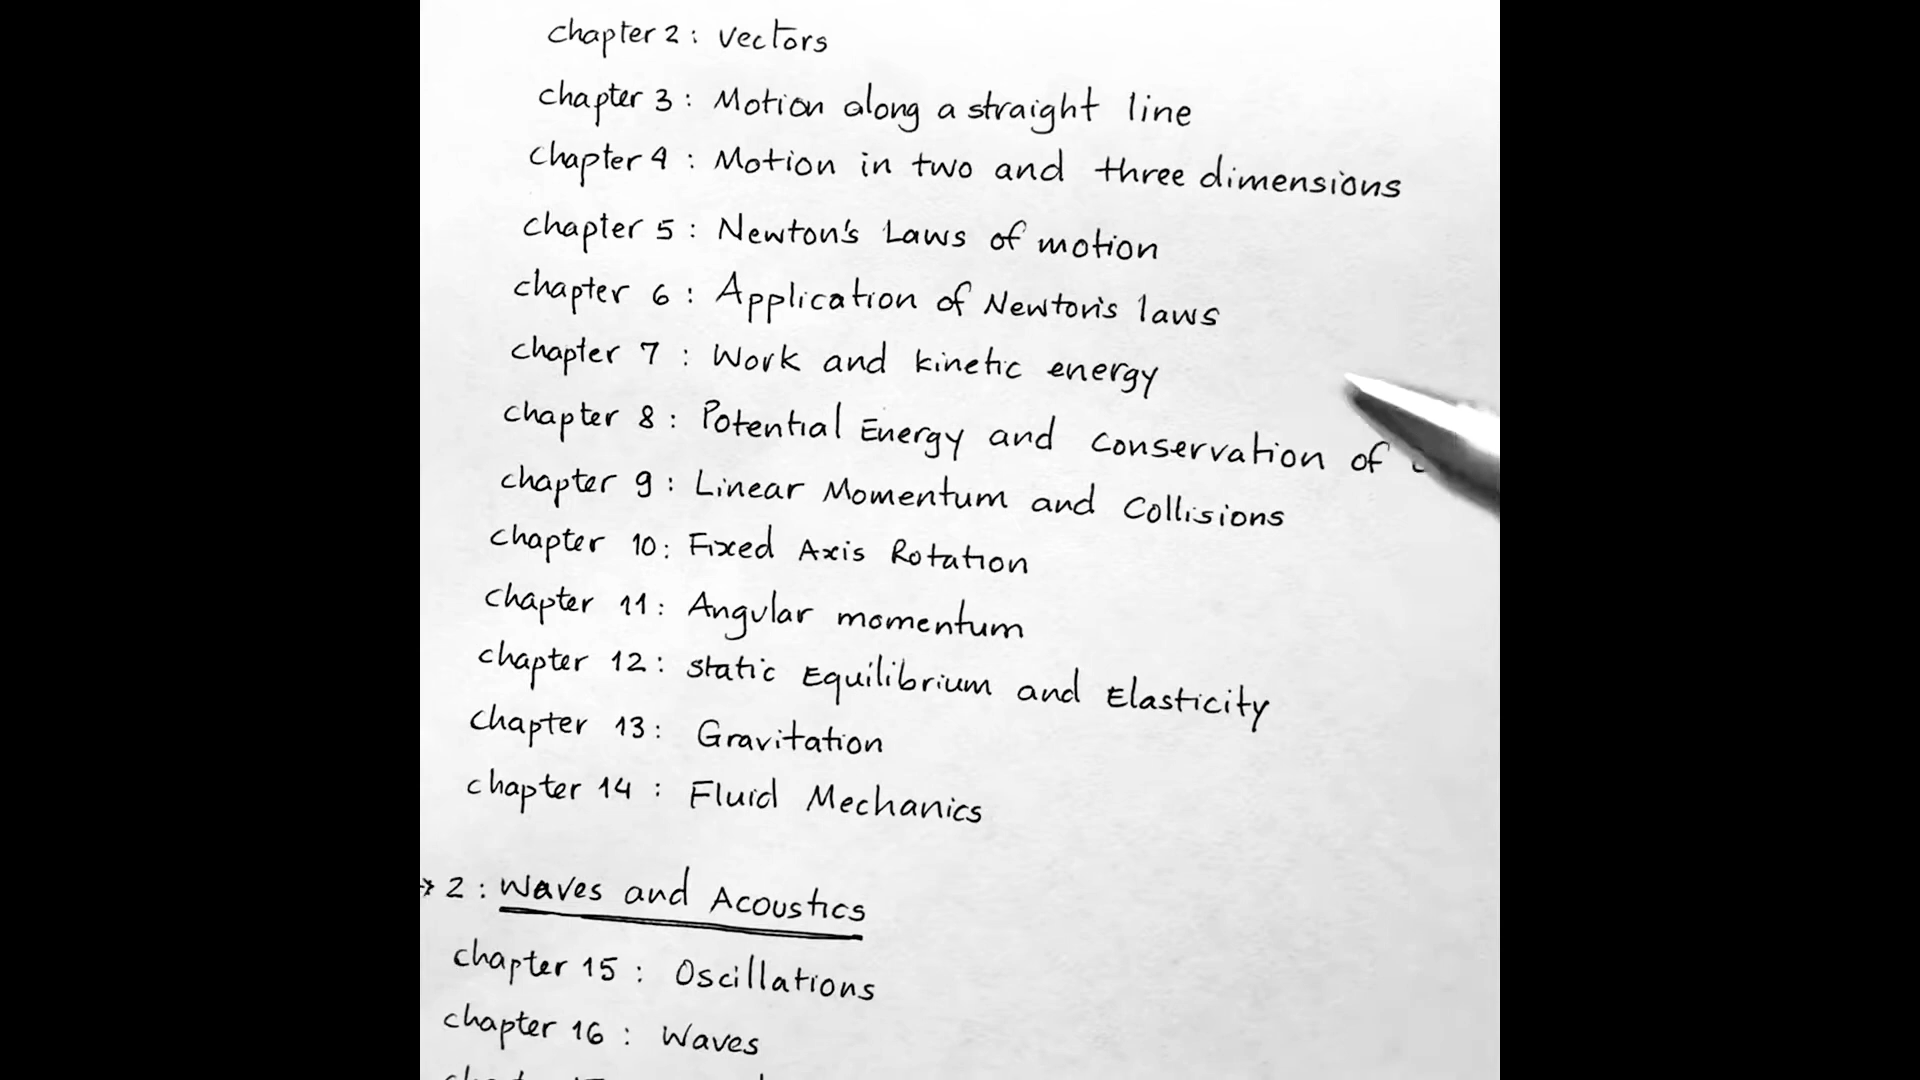 chapter 2 : vectors
chapter 3 : Motion along a straight line
chapter 4 : Motion in two and three dimensions
chapter 5 : Newton's Laws of motion
chapter 6 : Application of Newton's laws
chapter 7 : Work and kinetic energy
chapter 8 : Potential Energy and conservation of
chapter 9 : Linear Momentum and Collisions
chapter 10 : Fixed Axis Rotation
chapter 11 : Angular momentum
chapter 12 : Static Equilibrium and Elasticity
chapter 13 : Gravitation
chapter 14 : Fluid Mechanics
→ 2 : Waves and Acoustics
chapter 15 : Oscillations
chapter 16 : Waves